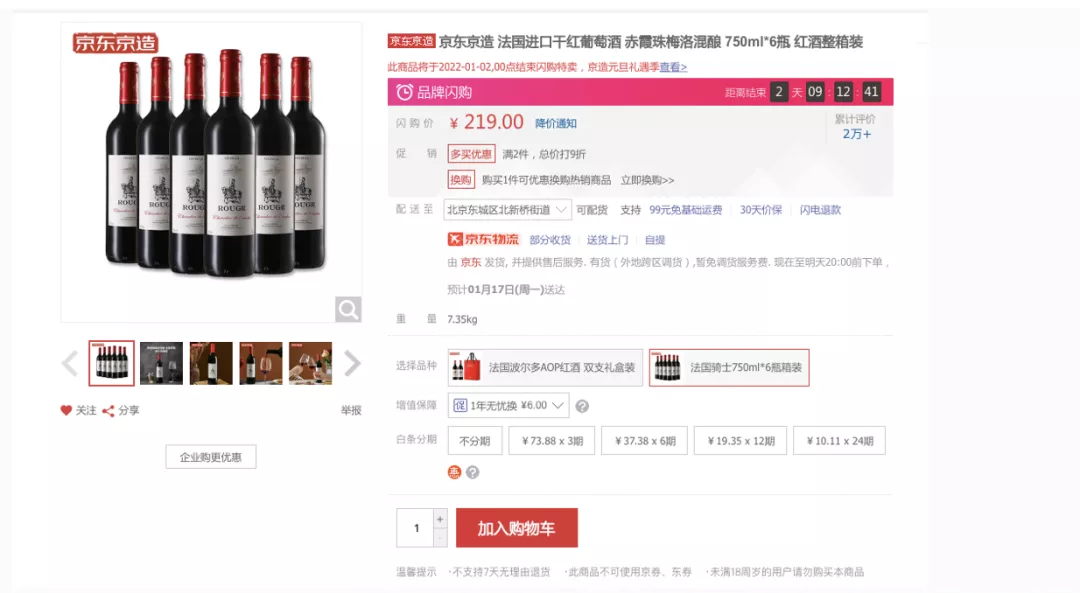 京东京造
ROUGE
ROUGE
ROUGE
ROUGE
ROUGE
关注
分享
举报
企业购更优惠
京东京造 京东京造 法国进口干红葡萄酒 赤霞珠梅洛混酿 750ml*6瓶 红酒整箱装
此商品将于2022-01-02,00点结束闪购特卖，京造元旦礼遇季查看>
品牌闪购 距离结束 2 天 09 : 12 : 41
闪购价 ￥219.00 降价通知
累计评价
2万+
促销 多买优惠 满2件，总价打9折
换购 购买1件可优惠换购热销商品 立即换购>>
配送至 北京东城区北新桥街道 可配货 支持 99元免基础运费 30天价保 闪电退款
京东物流 部分收货 送货上门 自提
由 京东 发货, 并提供售后服务. 有货（外地跨区调货）,暂免调货服务费. 现在至明天20:00前下单，
预计01月17日(周一)送达
重量 7.35kg
选择品种 法国波尔多AOP红酒 双支礼盒装 法国骑士750ml*6瓶箱装
增值保障 促 1年无忧换 ¥6.00 ?
白条分期 不分期 ￥73.88 x 3期 ￥37.38 x 6期 ￥19.35 x 12期 ￥10.11 x 24期
惠 ?
1 + - 加入购物车
温馨提示 ·不支持7天无理由退货 ·此商品不可使用京券、东券 ·未满18周岁的用户请勿购买本商品